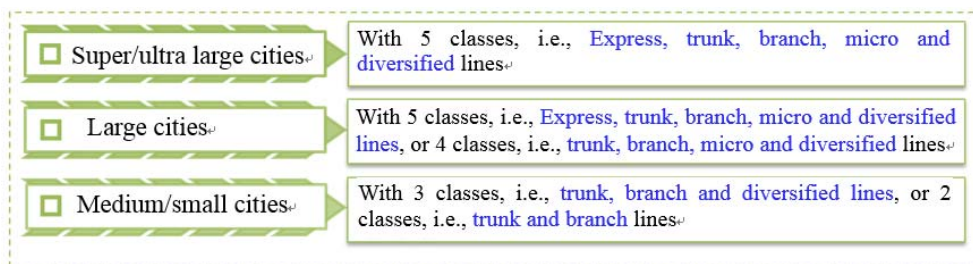 Super/ultra large cities
With 5 classes, i.e., Express, trunk, branch, micro and
diversified lines
Large cities
With 5 classes, i.e., Express, trunk, branch, micro and diversified
lines, or 4 classes, i.e., trunk, branch, micro and diversified lines
Medium/small cities
With 3 classes, i.e., trunk, branch and diversified lines, or 2
classes, i.e., trunk and branch lines